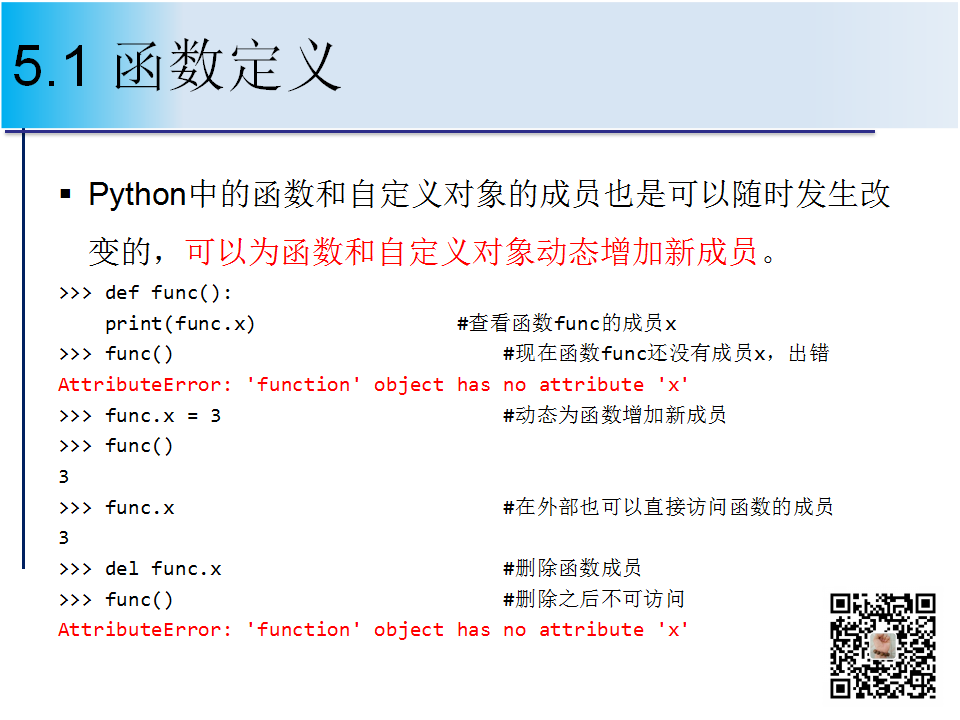 5.1 函数定义
▪ Python中的函数和自定义对象的成员也是可以随时发生改
变的，可以为函数和自定义对象动态增加新成员。
>>> def func():
    print(func.x)                 #查看函数func的成员x
>>> func()                            #现在函数func还没有成员x，出错
AttributeError: 'function' object has no attribute 'x'
>>> func.x = 3                        #动态为函数增加新成员
>>> func()
3
>>> func.x                            #在外部也可以直接访问函数的成员
3
>>> del func.x                        #删除函数成员
>>> func()                            #删除之后不可访问
AttributeError: 'function' object has no attribute 'x'